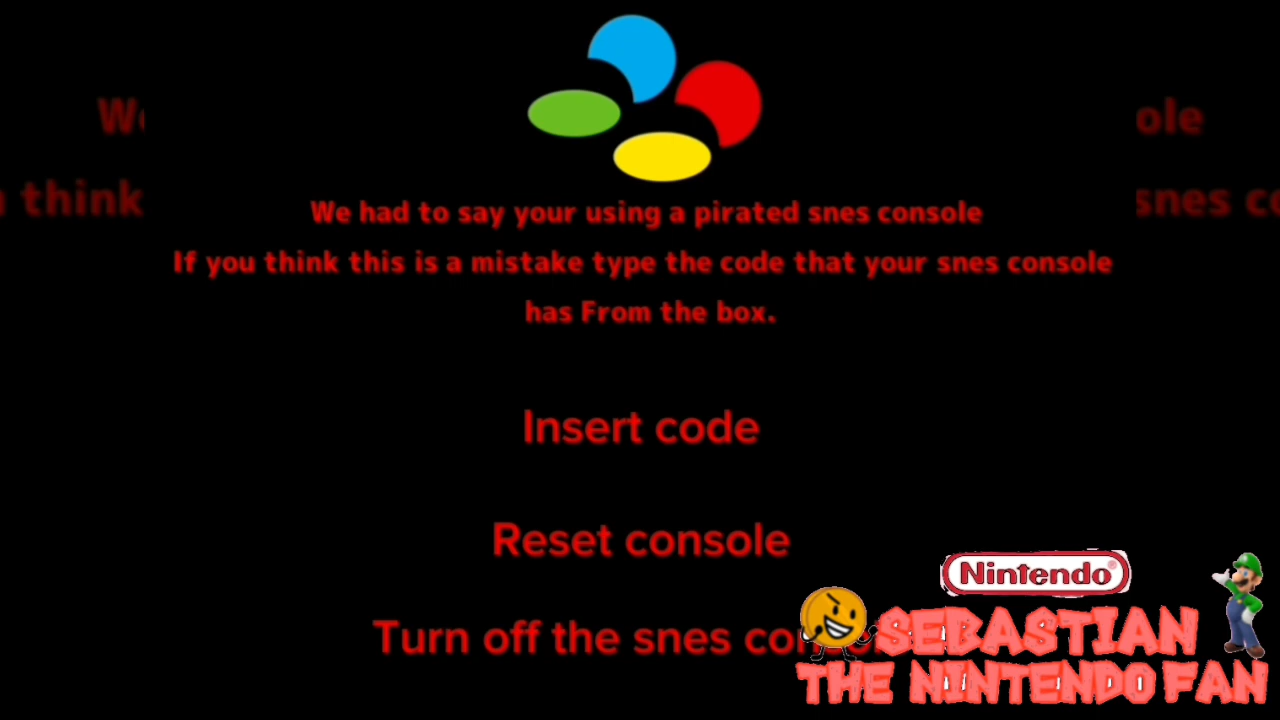 We had to say your using a pirated snes console
If you think this is a mistake type the code that your snes console
has From the box.
Insert code
Reset console
Turn off the snes console
Nintendo®
SEBASTIAN
THE NINTENDO FAN